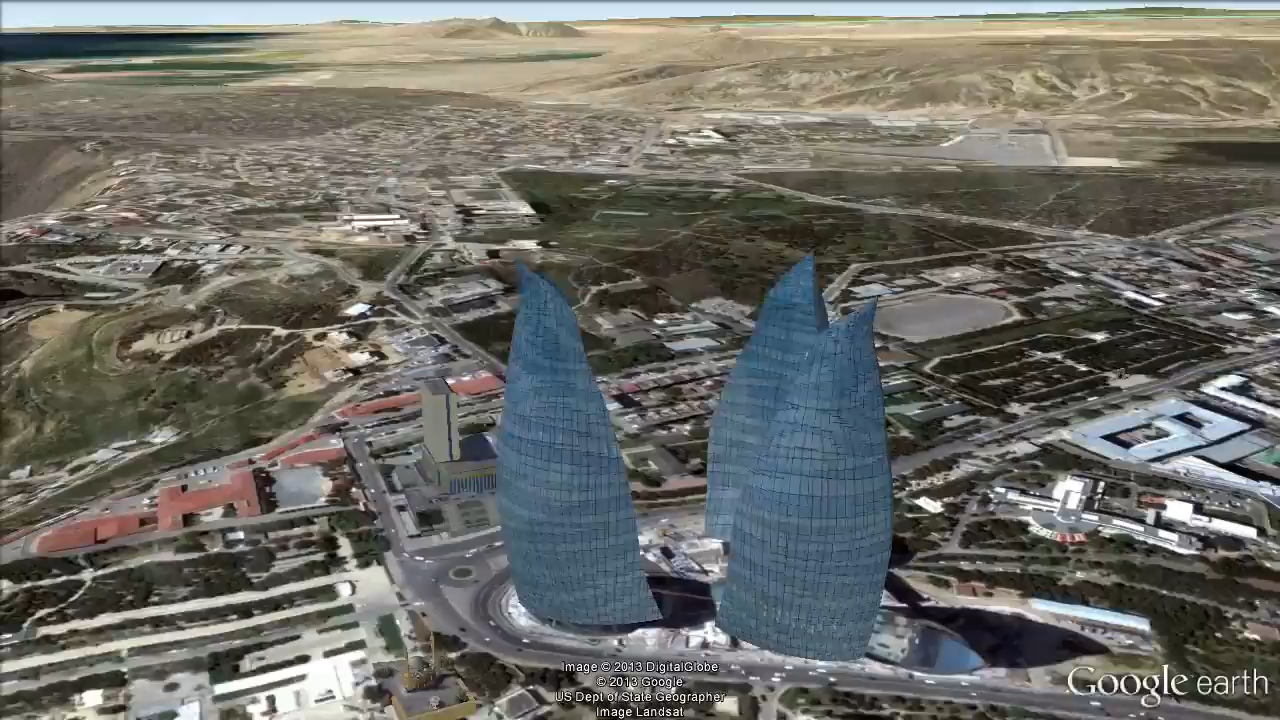 Image © 2013 DigitalGlobe
© 2013 Google
US Dept of State Geographer
Image Landsat
Google earth